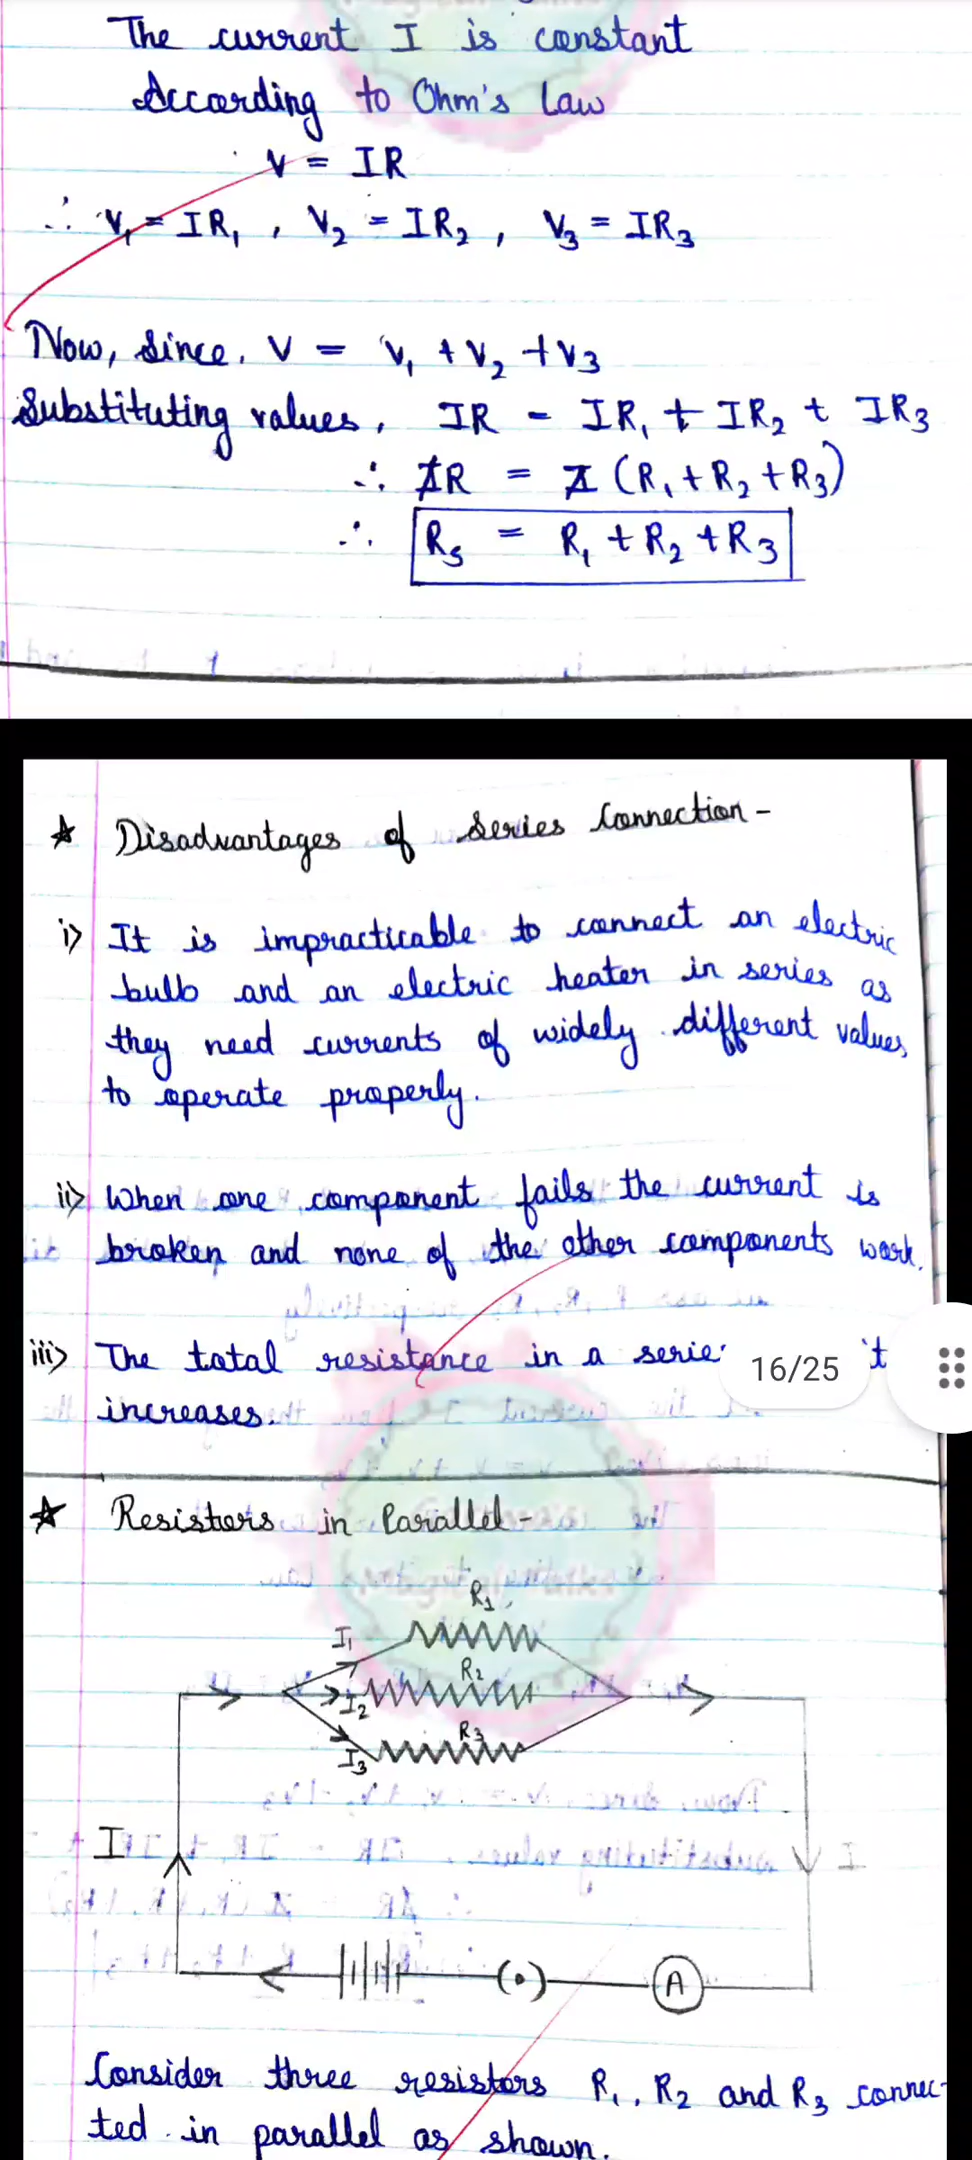 The current I is constant
According to Ohm's Law
V = IR
∴ V₁ = IR₁ , V₂ = IR₂ , V₃ = IR₃
Now, Since, V = V₁ + V₂ + V₃
Substituting values, IR = IR₁ + IR₂ + IR₃
∴ IR = I (R₁ + R₂ + R₃)
∴ Rs = R₁ + R₂ + R₃
☆ Disadvantages of Series Connection -
i) It is impracticable to connect an electric
bulb and an electric heater in series as
they need currents of widely different values
to operate properly.
ii) When one component fails the current is
broken and none of the other components work.
iii) The total resistance in a 
16/25
increases.
☆ Resistors in Parallel -
R₁
I₁
R₂
I₂
R₃
I₃
I
I
A
Consider three resistors R₁, R₂ and R₃ connec-
ted in parallel as shown.